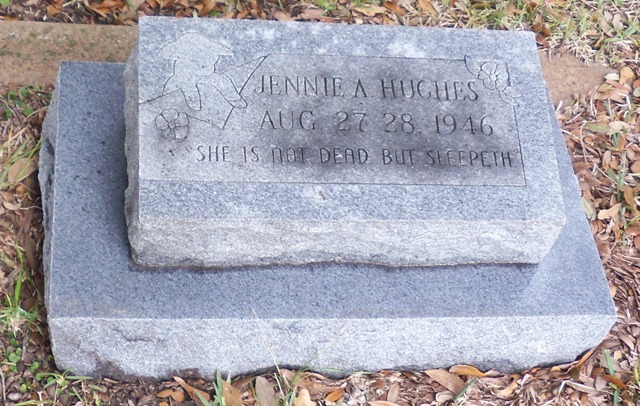 JENNIE A HUGHES
AUG 27 28, 1946
"SHE IS NOT DEAD BUT SLEEPETH"